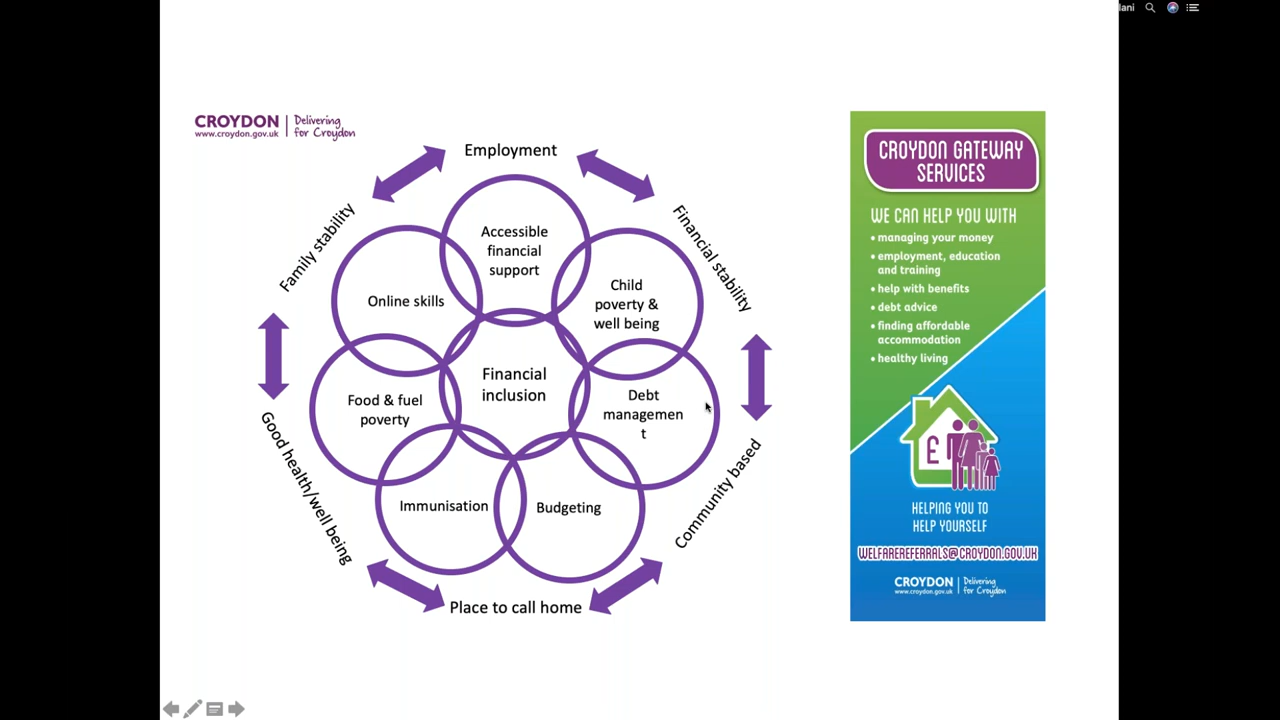 lani
CROYDON
www.croydon.gov.uk
Delivering
for Croydon
Employment
Family stability
Financial stability
Accessible
financial
support
Online skills
Child
poverty &
well being
Financial
inclusion
Food & fuel
poverty
Debt
managemen
t
Immunisation
Budgeting
Good health/well being
Community based
Place to call home
CROYDON GATEWAY
SERVICES
WE CAN HELP YOU WITH
• managing your money
• employment, education
and training
• help with benefits
• debt advice
• finding affordable
accommodation
• healthy living
£
HELPING YOU TO
HELP YOURSELF
WELFAREREFERRALS@CROYDON.GOV.UK
CROYDON
www.croydon.gov.uk
Delivering
for Croydon